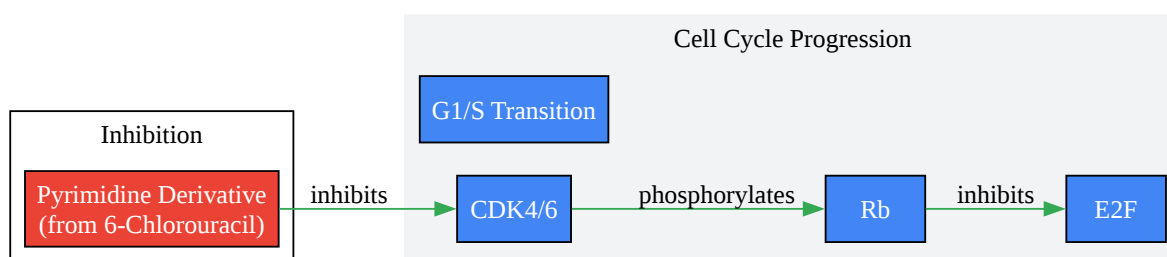 Cell Cycle Progression
G1/S Transition
Inhibition
Pyrimidine Derivative
(from 6-Chlorouracil)
inhibits
CDK4/6
phosphorylates
Rb
inhibits
E2F